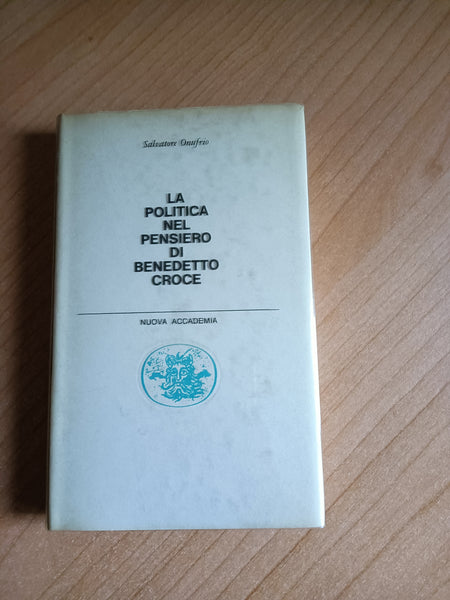 Salvatore Onufrio
LA
POLITICA
NEL
PENSIERO
DI
BENEDETTO
CROCE
NUOVA ACCADEMIA